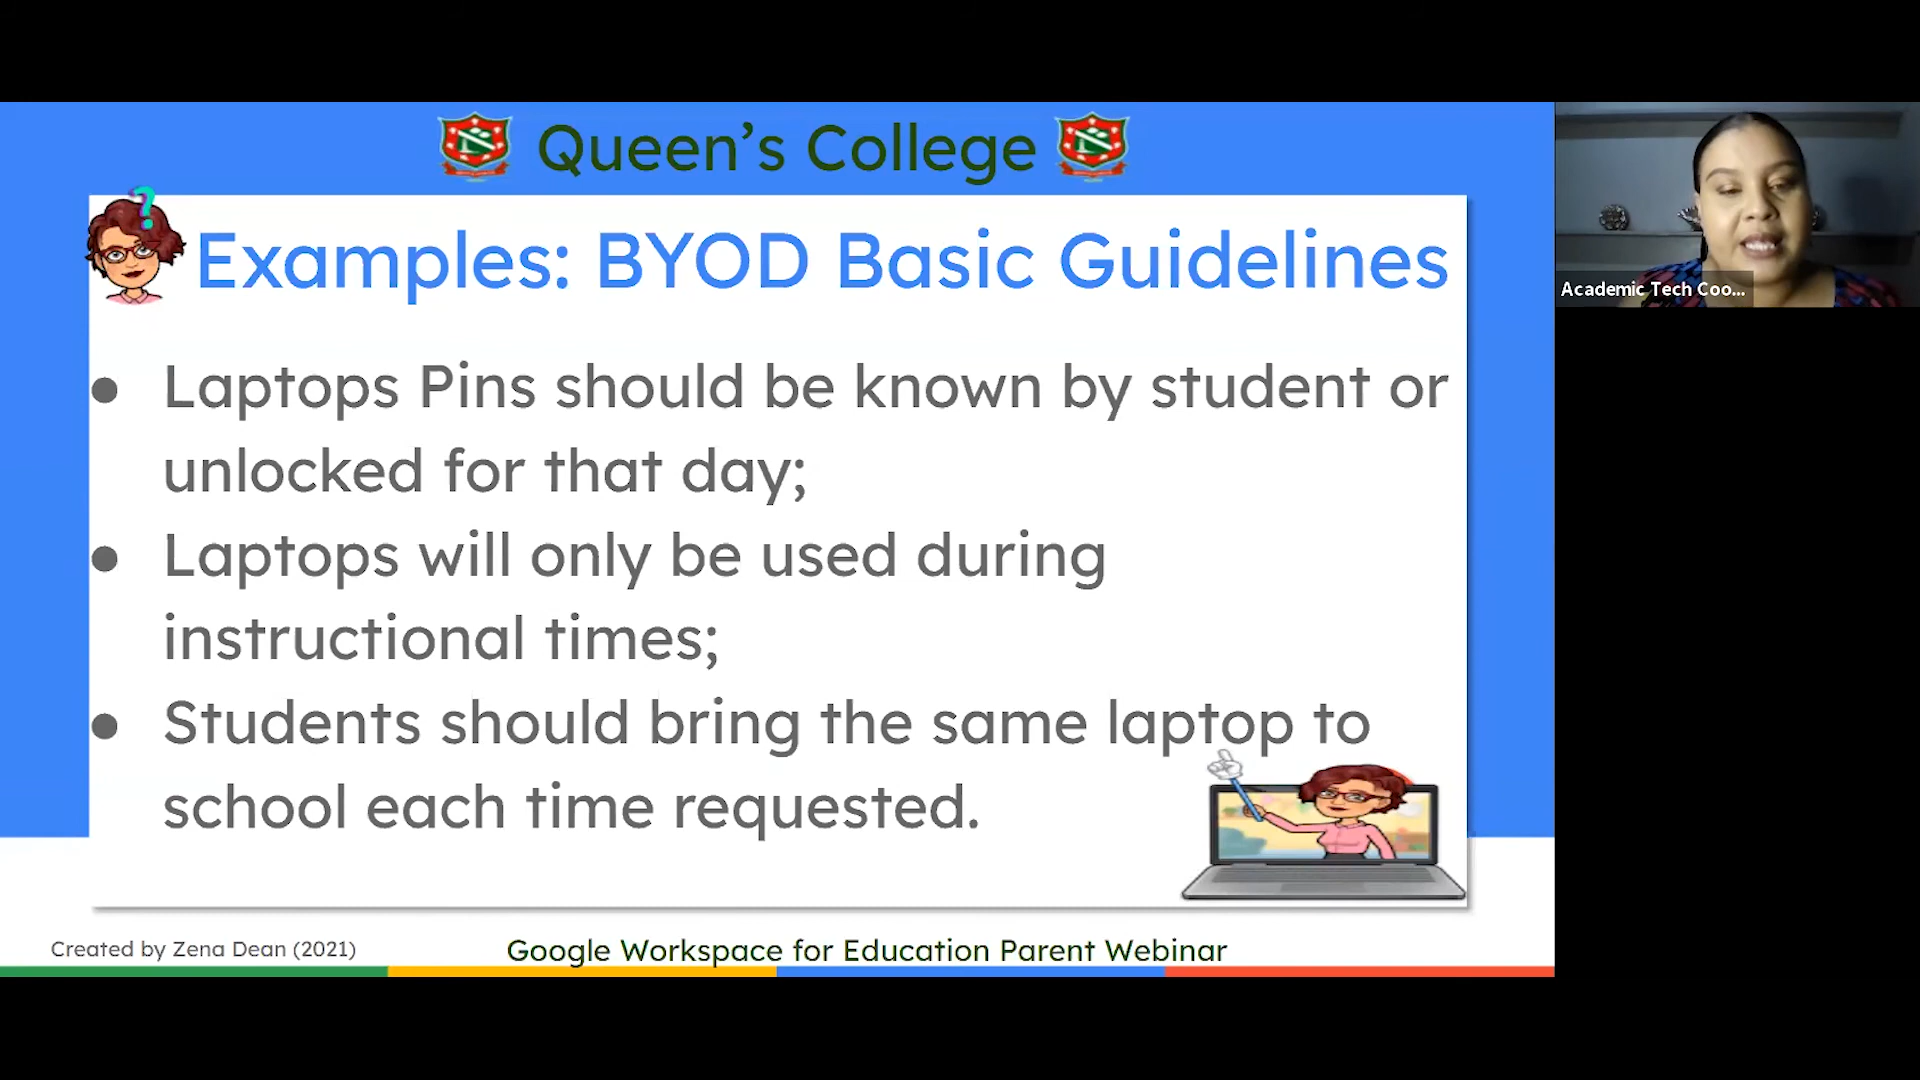 Queen's College
Examples: BYOD Basic Guidelines
● Laptops Pins should be known by student or
unlocked for that day;
● Laptops will only be used during
instructional times;
● Students should bring the same laptop to
school each time requested.
Created by Zena Dean (2021)
Google Workspace for Education Parent Webinar
Academic Tech Coo...